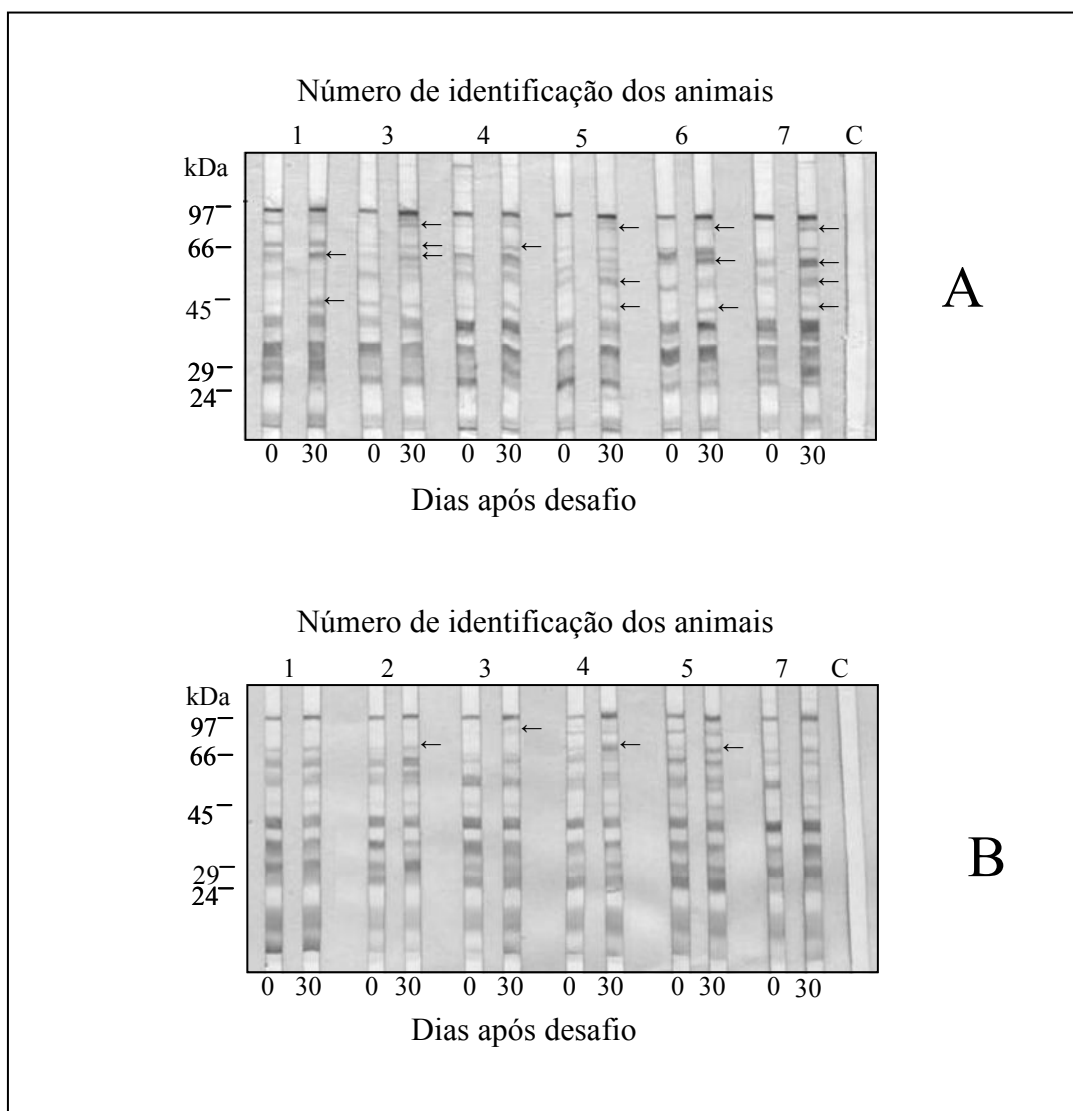 Número de identificação dos animais
1 3 4 5 6 7 C
kDa
97
66
45
29
24
A
0 30 0 30 0 30 0 30 0 30 0 30
Dias após desafio
Número de identificação dos animais
1 2 3 4 5 7 C
kDa
97
66
45
29
24
B
0 30 0 30 0 30 0 30 0 30 0 30
Dias após desafio